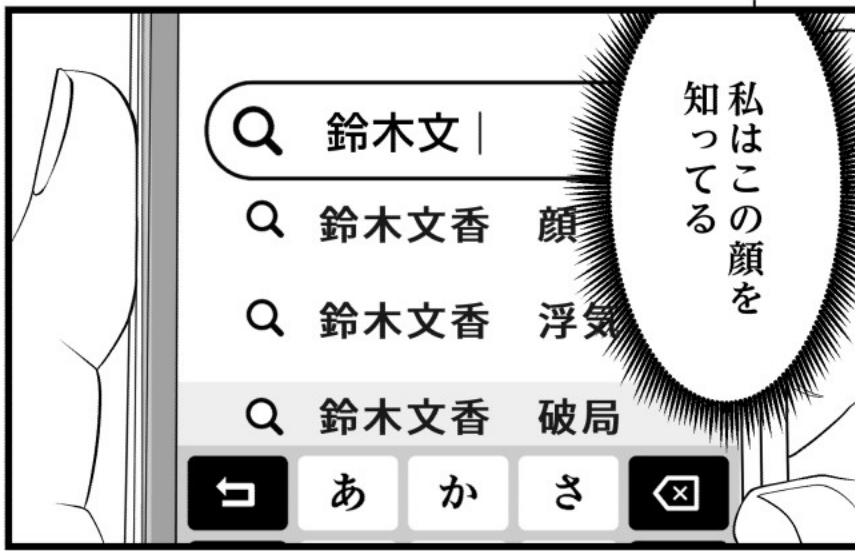 私はこの顔を
知ってる
鈴木文
鈴木文香 顔
鈴木文香 浮気
鈴木文香 破局
あ か さ